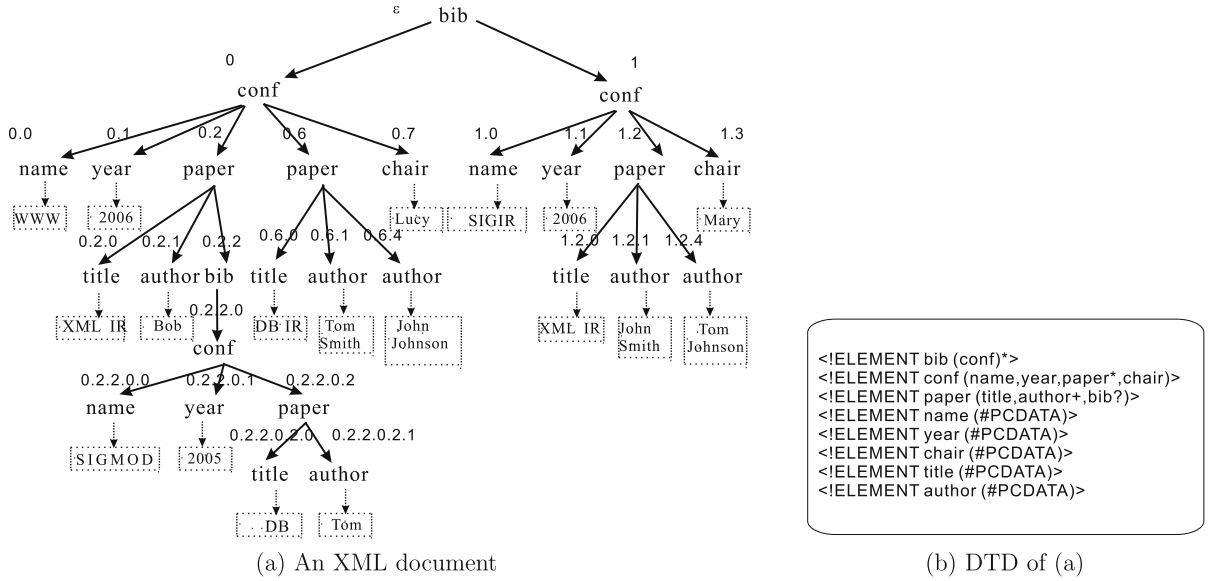 ε bib
0 1
conf conf
0.0 0.1 0.2 0.6 0.7 1.0 1.1 1.2 1.3
name year paper paper chair name year paper chair
WWW 2006 Lucy SIGIR 2006 Mary
0.2.0 0.2.1 0.2.2 0.6.0 0.6.1 0.6.4 1.2.0 1.2.1 1.2.4
title author bib title author author title author author
0.2.2.0
XML IR Bob DB IR Tom Smith John Johnson XML IR John Smith Tom Johnson
conf
0.2.2.0.0 0.2.2.0.1 0.2.2.0.2
name year paper
0.2.2.0.2.0 0.2.2.0.2.1
SIGMOD 2005
title author
. . . DB Tom
(a) An XML document
<!ELEMENT bib (conf)*>
<!ELEMENT conf (name,year,paper*,chair)>
<!ELEMENT paper (title,author+,bib?)>
<!ELEMENT name (#PCDATA)>
<!ELEMENT year (#PCDATA)>
<!ELEMENT chair (#PCDATA)>
<!ELEMENT title (#PCDATA)>
<!ELEMENT author (#PCDATA)>
(b) DTD of (a)